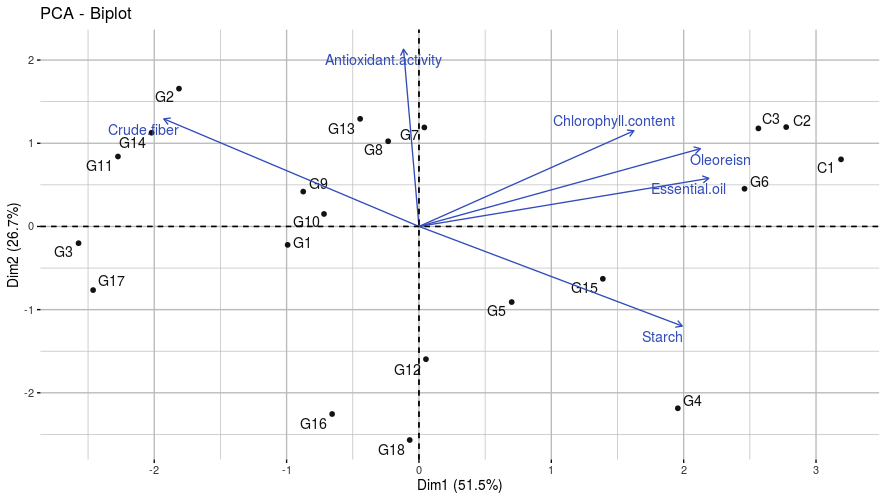 PCA - Biplot
Antioxidant.activity
G2
Crude.fiber
G14
G11
G13
G8
G7
Chlorophyll.content
C3
C2
Oleoreisn
C1
Essential.oil
G6
G9
G10
G1
G3
G17
G15
G5
Starch
G12
G4
G16
G18
2
1
0
-1
-2
Dim2 (26.7%)
-2
-1
0
1
2
3
Dim1 (51.5%)